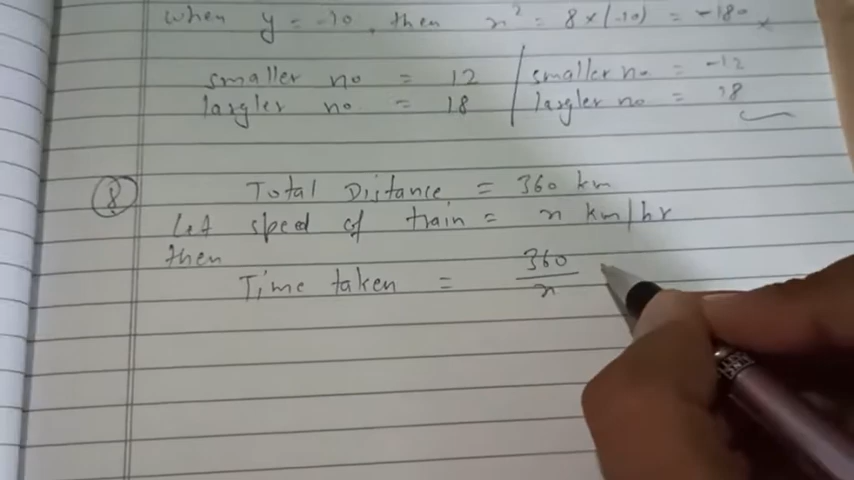 when y = -10, then x² = 8×(-10) = -180 ×
smaller no = 12 | smaller no = -12
largler no = 18 | largler no = 18
⑧ Total Distance = 360 km
Let speed of train = x km/hr
then
Time taken = 360/x